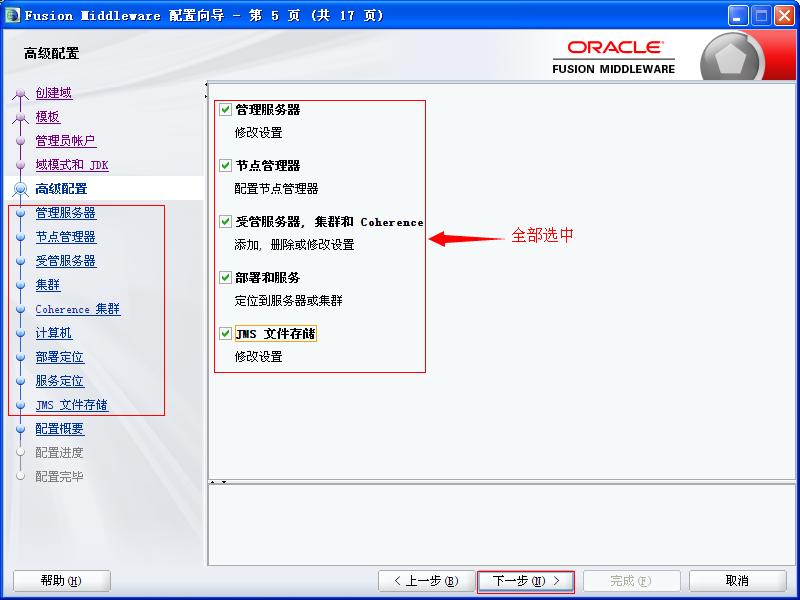 Fusion Middleware 配置向导 - 第 5 页 (共 17 页)
高级配置
ORACLE
FUSION MIDDLEWARE
创建域
模板
管理员帐户
域模式和 JDK
高级配置
管理服务器
节点管理器
受管服务器
集群
Coherence 集群
计算机
部署定位
服务定位
JMS 文件存储
配置概要
配置进度
配置完毕
管理服务器
修改设置
节点管理器
配置节点管理器
受管服务器, 集群和 Coherence
添加, 删除或修改设置
部署和服务
定位到服务器或集群
JMS 文件存储
修改设置
全部选中
帮助(H)
< 上一步(B)
下一步(N) >
完成(F)
取消